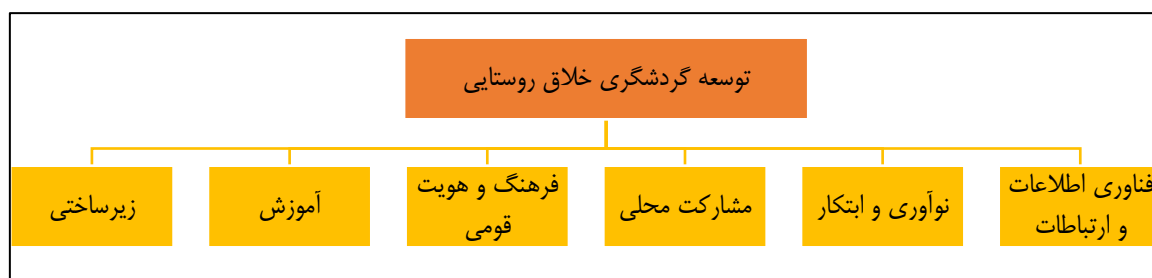 توسعه گردشگری خلاق روستایی
فناوری اطلاعات
و ارتباطات
نوآوری و ابتکار
مشارکت محلی
فرهنگ و هویت
قومی
آموزش
زیرساختی